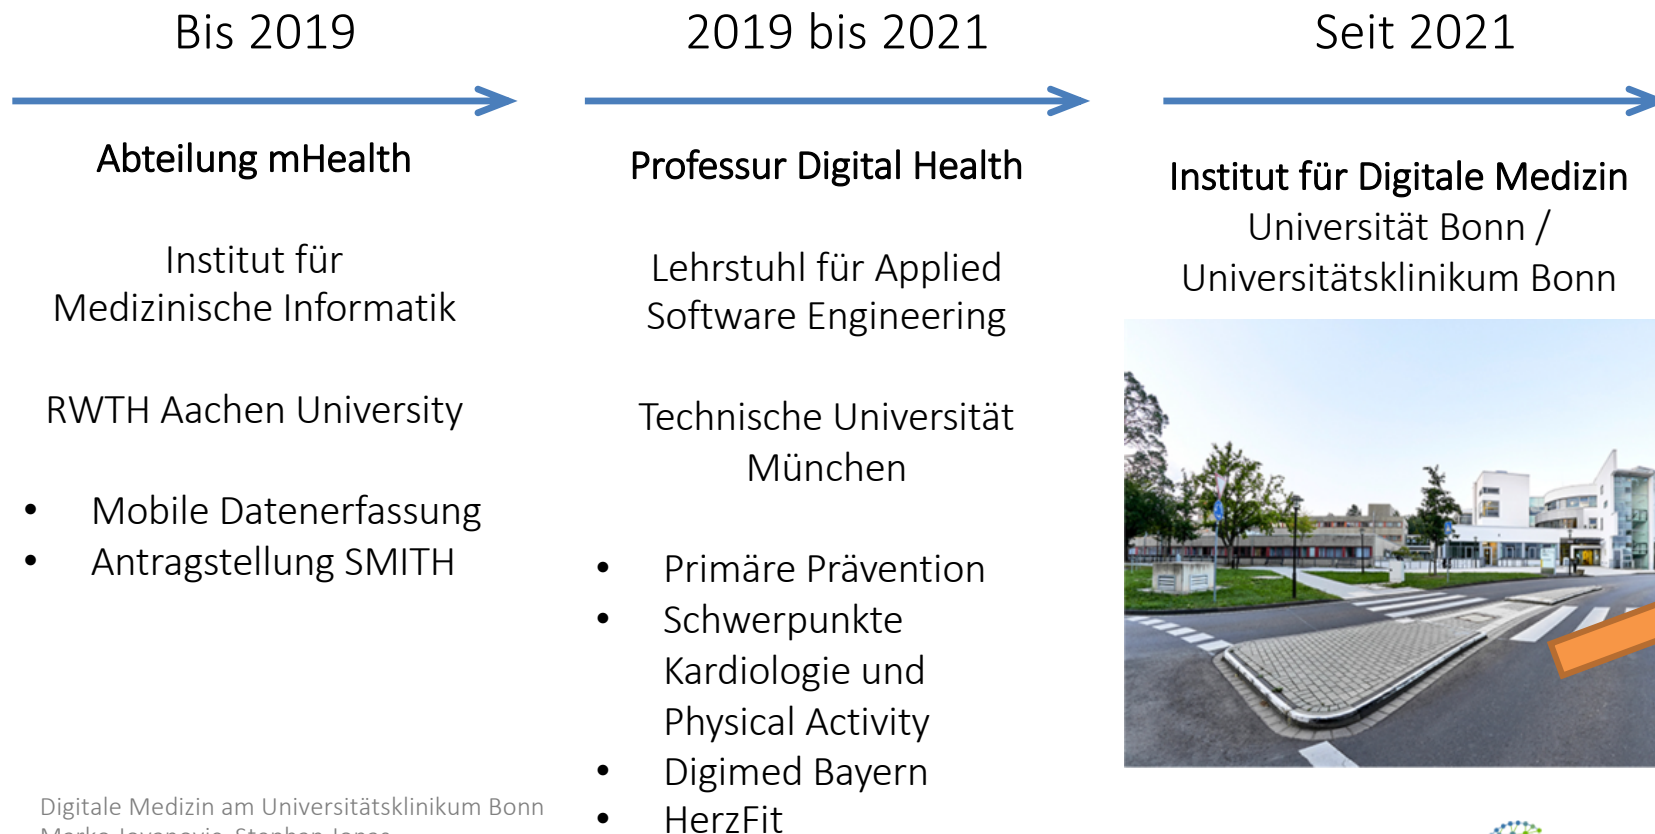 Bis 2019
Abteilung mHealth
Institut für
Medizinische Informatik
RWTH Aachen University
• Mobile Datenerfassung
• Antragstellung SMITH
2019 bis 2021
Professur Digital Health
Lehrstuhl für Applied
Software Engineering
Technische Universität
München
• Primäre Prävention
• Schwerpunkte
Kardiologie und
Physical Activity
• Digimed Bayern
• HerzFit
Seit 2021
Institut für Digitale Medizin
Universität Bonn /
Universitätsklinikum Bonn
Digitale Medizin am Universitätsklinikum Bonn